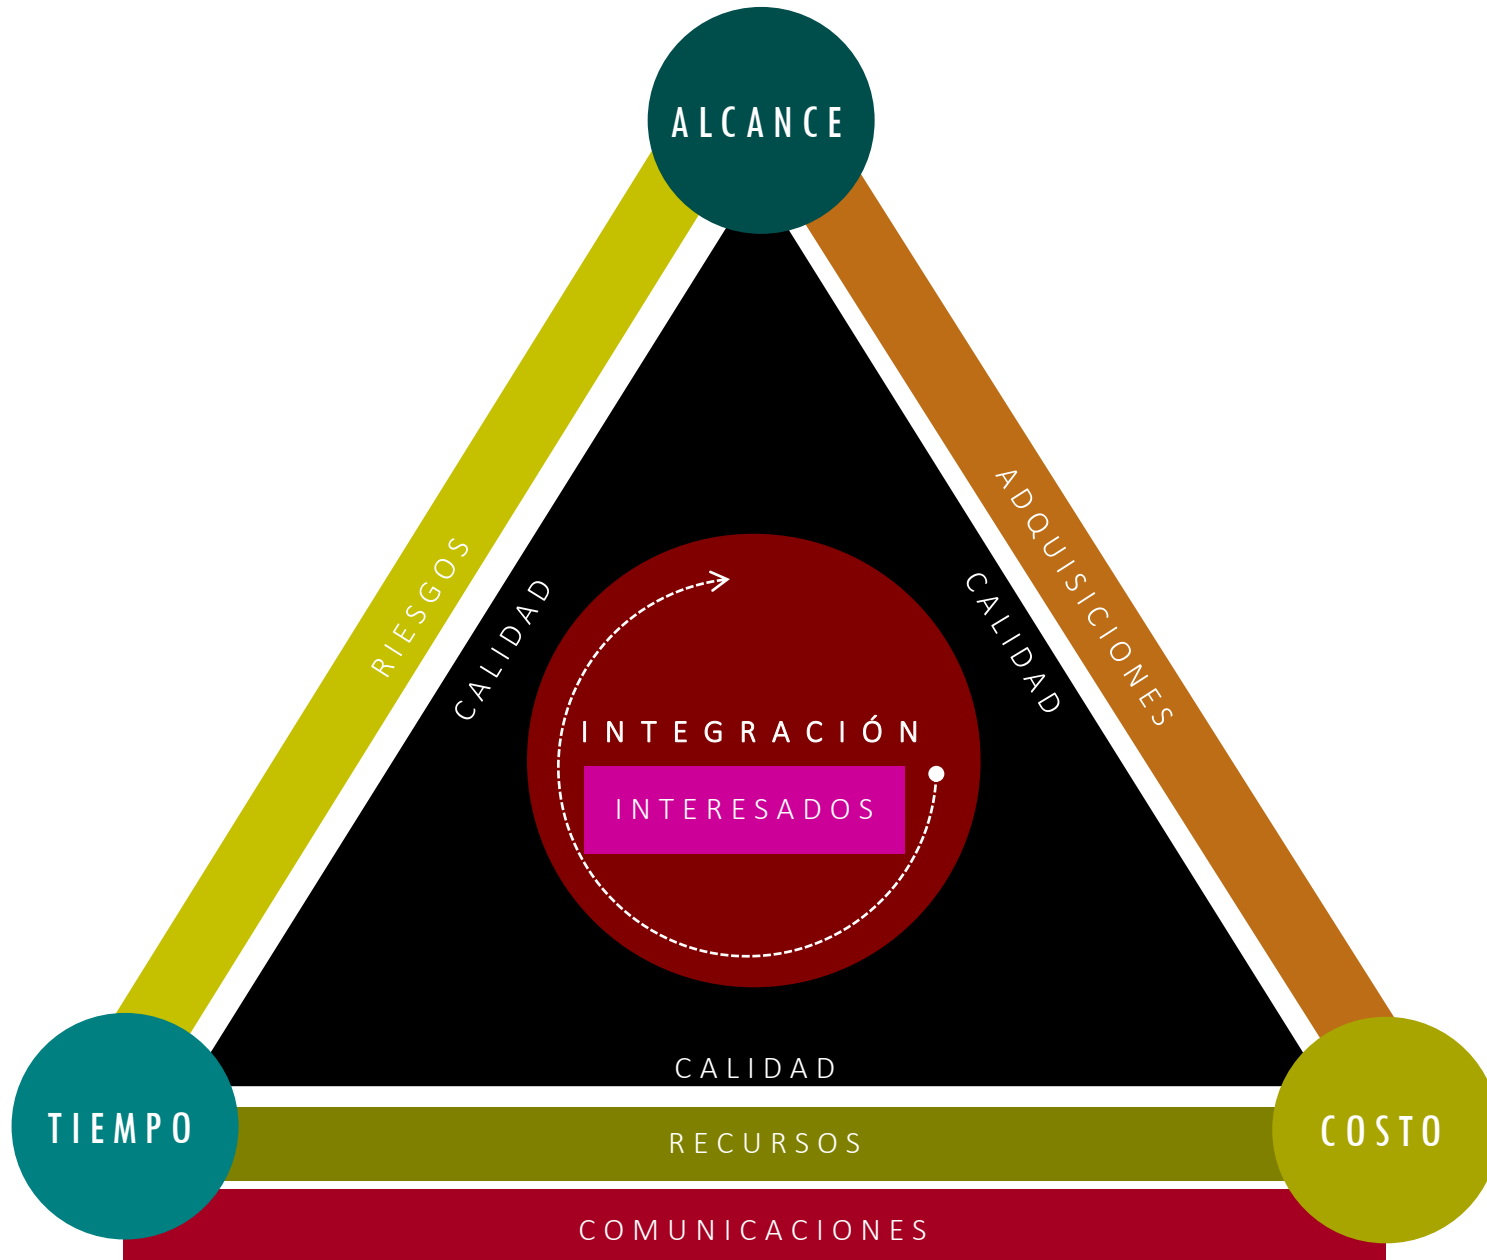 ALCANCE
RIESGOS
ADQUISICIONES
CALIDAD
CALIDAD
INTEGRACIÓN
INTERESADOS
CALIDAD
TIEMPO
COSTO
RECURSOS
COMUNICACIONES